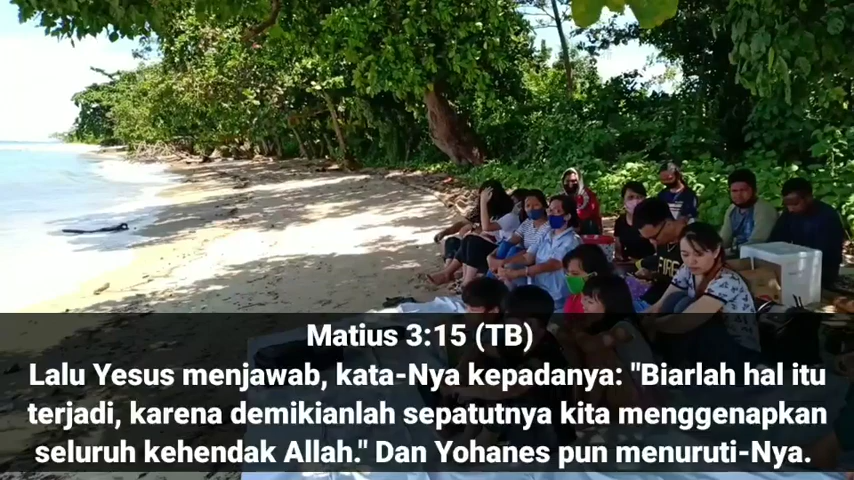 Matius 3:15 (TB)
Lalu Yesus menjawab, kata-Nya kepadanya: "Biarlah hal itu
terjadi, karena demikianlah sepatutnya kita menggenapkan
seluruh kehendak Allah." Dan Yohanes pun menuruti-Nya.